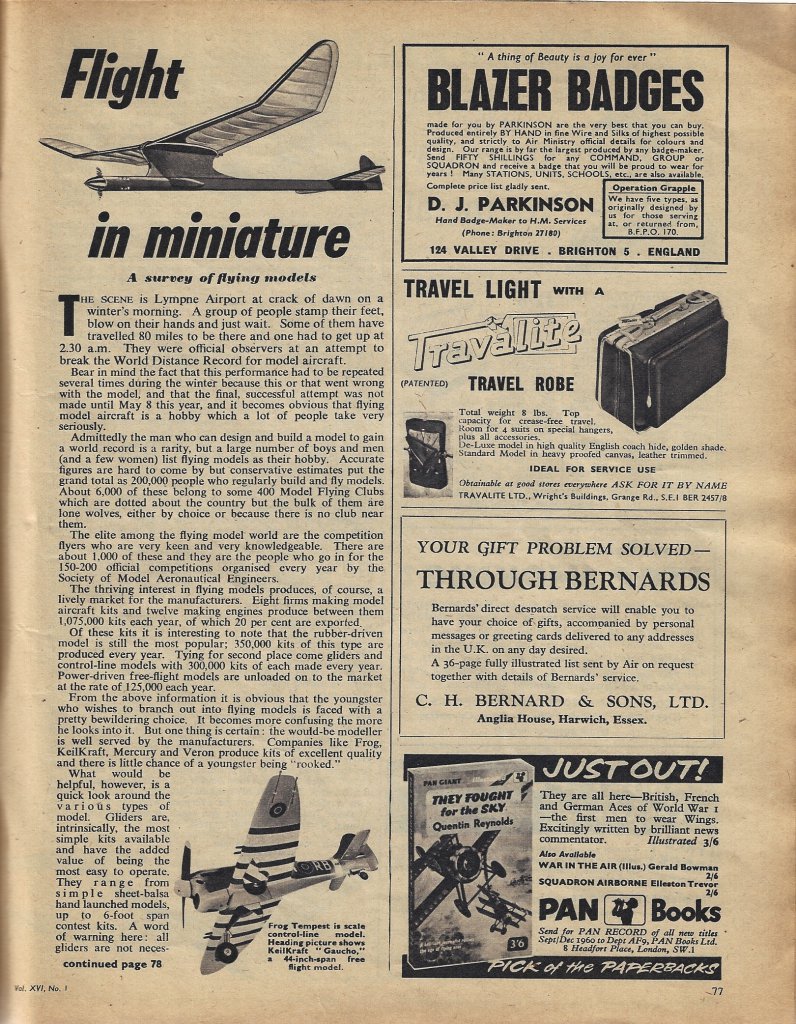 Flight
in miniature
A survey of flying models
THE SCENE is Lympne Airport at crack of dawn on a
winter's morning. A group of people stamp their feet,
blow on their hands and just wait. Some of them have
travelled 80 miles to be there and one had to get up at
2.30 a.m. They were official observers at an attempt to
break the World Distance Record for model aircraft.
Bear in mind the fact that this performance had to be repeated
several times during the winter because this or that went wrong
with the model, and that the final, successful attempt was not
made until May 8 this year, and it becomes obvious that flying
model aircraft is a hobby which a lot of people take very
seriously.
Admittedly the man who can design and build a model to gain
a world record is a rarity, but a large number of boys and men
(and a few women) list flying models as their hobby. Accurate
figures are hard to come by but conservative estimates put the
grand total as 200,000 people who regularly build and fly models.
About 6,000 of these belong to some 400 Model Flying Clubs
which are dotted about the country but the bulk of them are
lone wolves, either by choice or because there is no club near
them.
The elite among the flying model world are the competition
flyers who are very keen and very knowledgeable. There are
about 1,000 of these and they are the people who go in for the
150-200 official competitions organised every year by the
Society of Model Aeronautical Engineers.
The thriving interest in flying models produces, of course, a
lively market for the manufacturers. Eight firms making model
aircraft kits and twelve making engines produce between them
1,075,000 kits each year, of which 20 per cent are exported.
Of these kits it is interesting to note that the rubber-driven
model is still the most popular; 350,000 kits of this type are
produced every year. Tying for second place come gliders and
control-line models with 300,000 kits of each made every year.
Power-driven free-flight models are unloaded on to the market
at the rate of 125,000 each year.
From the above information it is obvious that the youngster
who wishes to branch out into flying models is faced with a
pretty bewildering choice. It becomes more confusing the more
he looks into it. But one thing is certain: the would-be modeller
is well served by the manufacturers. Companies like Frog,
KeilKraft, Mercury and Veron produce kits of excellent quality
and there is little chance of a youngster being "rooked."
What would be
helpful, however, is a
quick look around the
various types of
model. Gliders are,
intrinsically, the most
simple kits available
and have the added
value of being the
most easy to operate.
They range from
simple sheet-balsa
hand launched models,
up to 6-foot span
contest kits. A word
of warning here: all
gliders are not neces-
continued page 78
RB
Frog Tempest is scale
control-line model.
Heading picture shows
KeilKraft "Gaucho,"
a 44-inch-span free
flight model.
Vol. XVI, No. 1
"A thing of Beauty is a joy for ever"
BLAZER BADGES
made for you by PARKINSON are the very best that you can buy.
Produced entirely BY HAND in fine Wire and Silks of highest possible
quality, and strictly to Air Ministry official details for colours and
design. Our range is by far the largest produced by any badge-maker.
Send FIFTY SHILLINGS for any COMMAND, GROUP or
SQUADRON and receive a badge that you will be proud to wear for
years! Many STATIONS, UNITS, SCHOOLS, etc., are also available.
Complete price list gladly sent.
D. J. PARKINSON
Hand Badge-Maker to H.M. Services
(Phone: Brighton 27180)
Operation Grapple
We have five types, as
originally designed by
us for those serving
at, or returned from,
B.F.P.O. 170.
124 VALLEY DRIVE . BRIGHTON 5 . ENGLAND
TRAVEL LIGHT WITH A
Travalite
(PATENTED) TRAVEL ROBE
Total weight 8 lbs. Top
capacity for crease-free travel.
Room for 4 suits on special hangers,
plus all accessories.
De-Luxe model in high quality English coach hide, golden shade.
Standard Model in heavy proofed canvas, leather trimmed.
IDEAL FOR SERVICE USE
Obtainable at good stores everywhere ASK FOR IT BY NAME
TRAVALITE LTD., Wright's Buildings, Grange Rd., S.E.1 BER 2457/8
YOUR GIFT PROBLEM SOLVED—
THROUGH BERNARDS
Bernards' direct despatch service will enable you to
have your choice of gifts, accompanied by personal
messages or greeting cards delivered to any addresses
in the U.K. on any day desired.
A 36-page fully illustrated list sent by Air on request
together with details of Bernards' service.
C. H. BERNARD & SONS, LTD.
Anglia House, Harwich, Essex.
JUST OUT!
PAN GIANT
THEY FOUGHT
for the SKY
Quentin Reynolds
3'6
They are all here—British, French
and German Aces of World War 1
—the first men to wear Wings.
Excitingly written by brilliant news
commentator. Illustrated 3/6
Also Available
WAR IN THE AIR (Illus.) Gerald Bowman
2/6
SQUADRON AIRBORNE Elleston Trevor
2/6
PAN Books
Send for PAN RECORD of all new titles
Sept/Dec 1960 to Dept AF9, PAN Books Ltd.
8 Headfort Place, London, SW.1
PICK of the PAPERBACKS
77